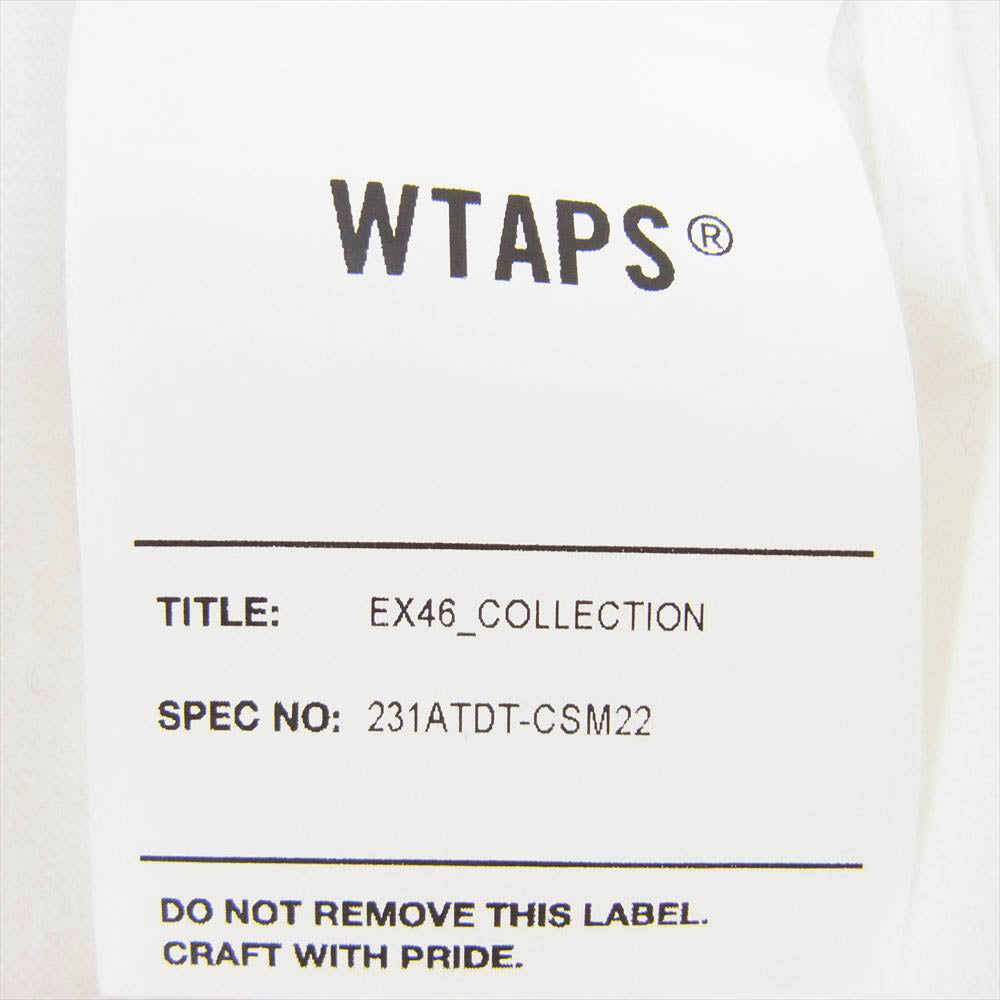 WTAPS®
TITLE: EX46_COLLECTION
SPEC NO: 231ATDT-CSM22
DO NOT REMOVE THIS LABEL.
CRAFT WITH PRIDE.